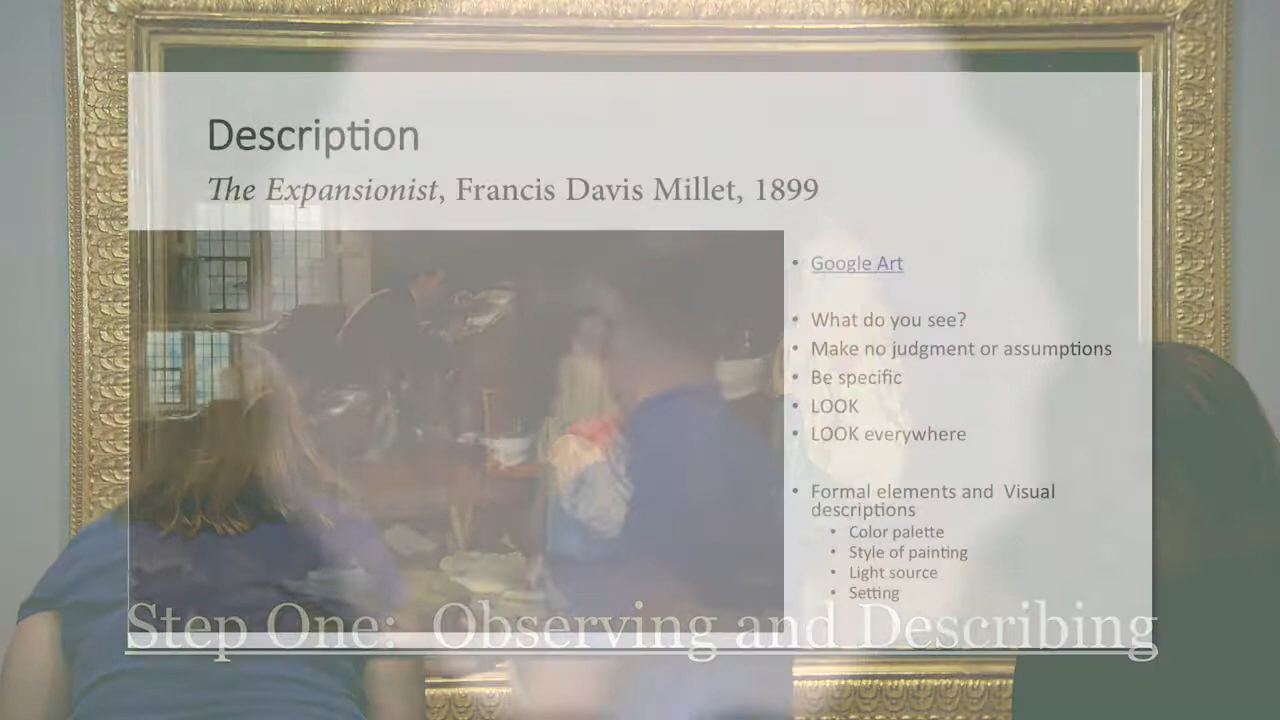 Description
The Expansionist, Francis Davis Millet, 1899
• Google Art
• What do you see?
• Make no judgment or assumptions
• Be specific
• LOOK
• LOOK everywhere
• Formal elements and Visual
descriptions
• Color palette
• Style of painting
• Light source
• Setting
Step One: Observing and Describing